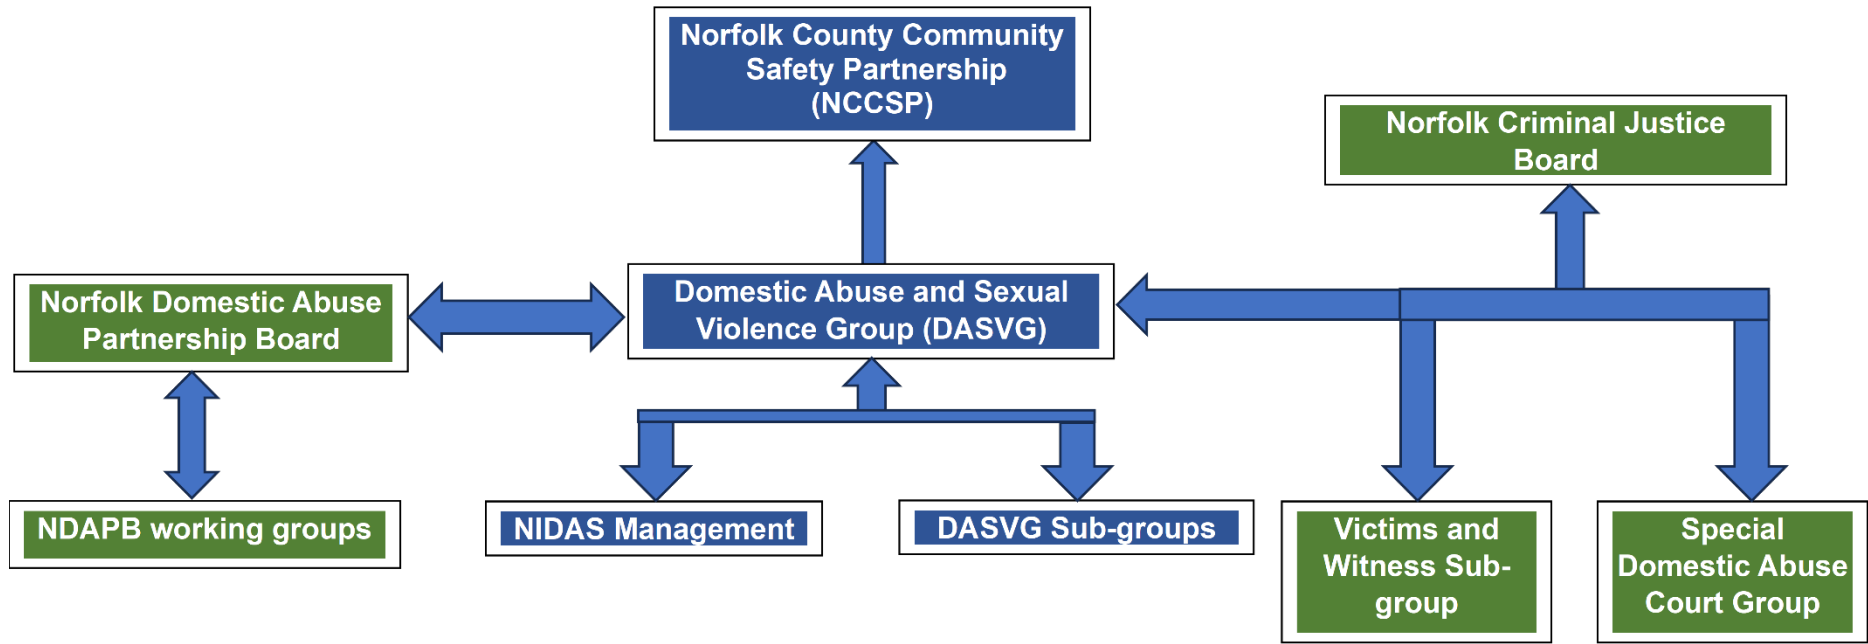 Norfolk County Community
Safety Partnership
(NCCSP)
Norfolk Criminal Justice
Board
Norfolk Domestic Abuse
Partnership Board
Domestic Abuse and Sexual
Violence Group (DASVG)
NDAPB working groups
NIDAS Management
DASVG Sub-groups
Victims and
Witness Sub-
group
Special
Domestic Abuse
Court Group